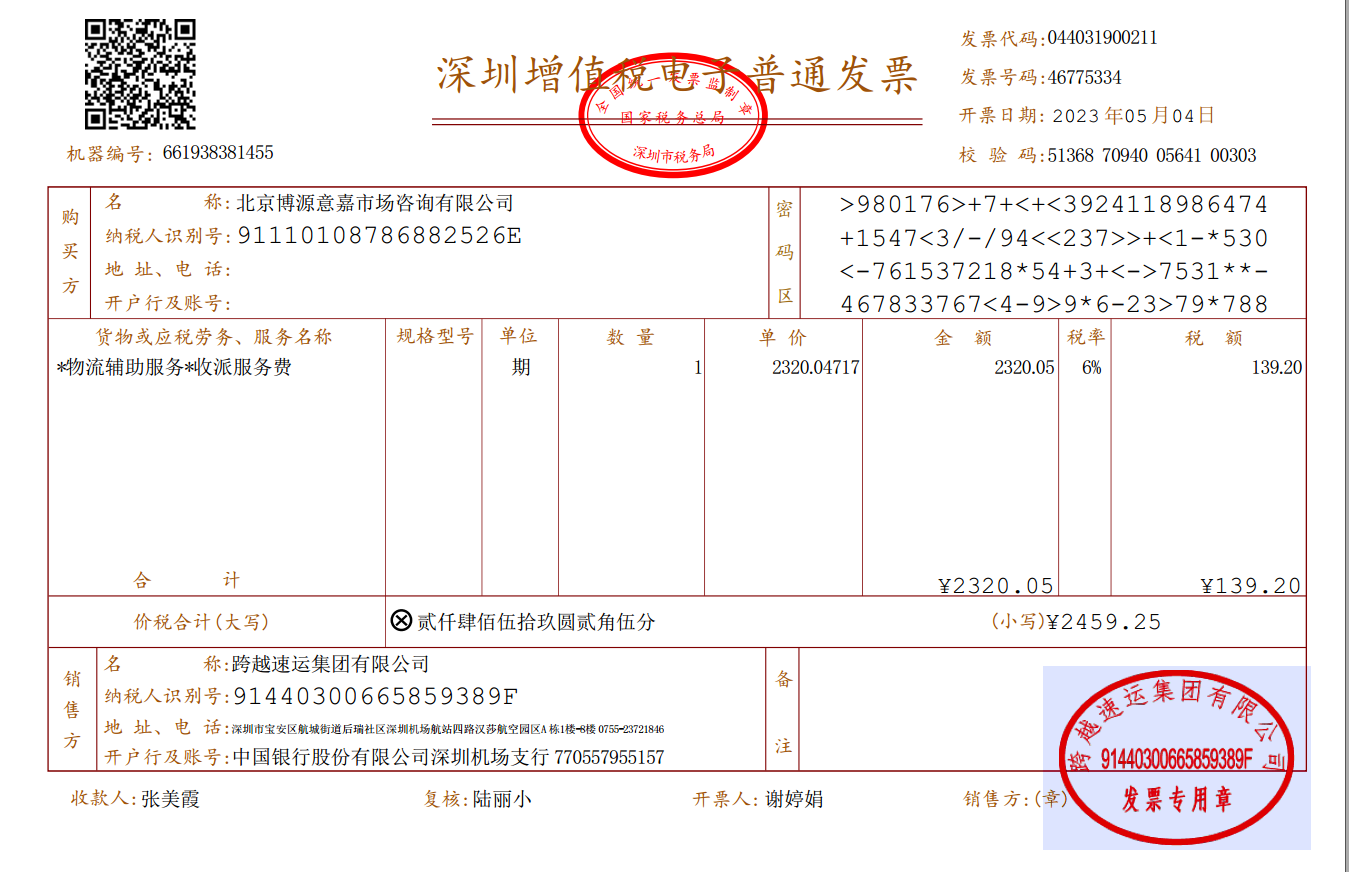 深圳增值税电子普通发票
全国统一发票监制章
国家税务总局
深圳市税务局
机器编号: 661938381455
发票代码:044031900211
发票号码:46775334
开票日期: 2023 年05月04日
校 验 码:51368 70940 05641 00303
购买方
名 称: 北京博源意嘉市场咨询有限公司
纳税人识别号: 91110108786882526E
地 址、电 话:
开户行及账号:
密码区
>980176>+7+<+<3924118986474
+1547<3/-/94<<237>>+<1-*530
<-761537218*54+3+<->7531**-
467833767<4-9>9*6-23>79*788
货物或应税劳务、服务名称 规格型号 单位 数 量 单 价 金 额 税率 税 额
*物流辅助服务*收派服务费 期 1 2320.04717 2320.05 6% 139.20
合 计 ¥2320.05 ¥139.20
价税合计(大写) ⊗贰仟肆佰伍拾玖圆贰角伍分 (小写)¥2459.25
销售方
名 称:跨越速运集团有限公司
纳税人识别号:91440300665859389F
地 址、电 话:深圳市宝安区航城街道后瑞社区深圳机场航站四路汉莎航空园区A栋1楼-8楼 0755-23721846
开户行及账号:中国银行股份有限公司深圳机场支行 770557955157
备注
收款人:张美霞 复核:陆丽小 开票人:谢婷娟 销售方:(章)
跨越速运集团有限公司
91440300665859389F
发票专用章